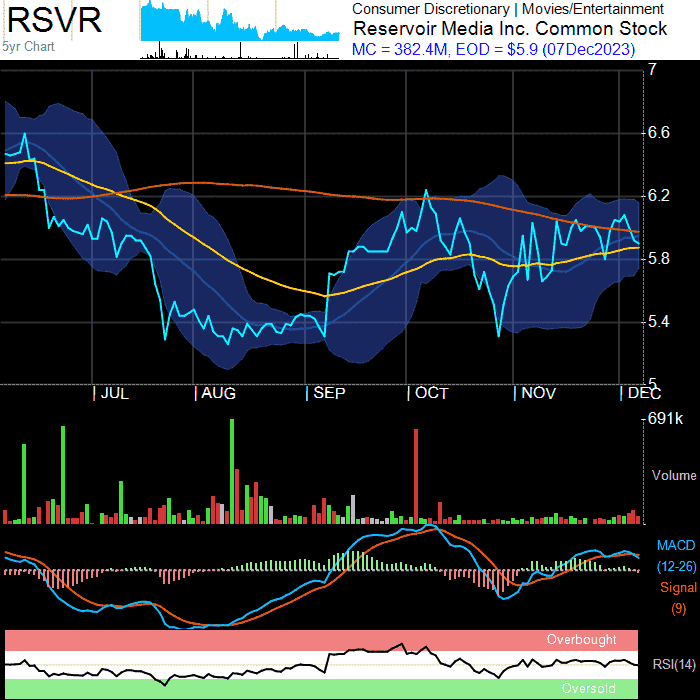 RSVR
5yr Chart
Consumer Discretionary | Movies/Entertainment
Reservoir Media Inc. Common Stock
MC = 382.4M, EOD = $5.9 (07Dec2023)
7
6.6
6.2
5.8
5.4
5
| JUL | AUG | SEP | OCT | NOV | DEC
691k
Volume
MACD
(12-26)
Signal
(9)
Overbought
RSI(14)
Oversold